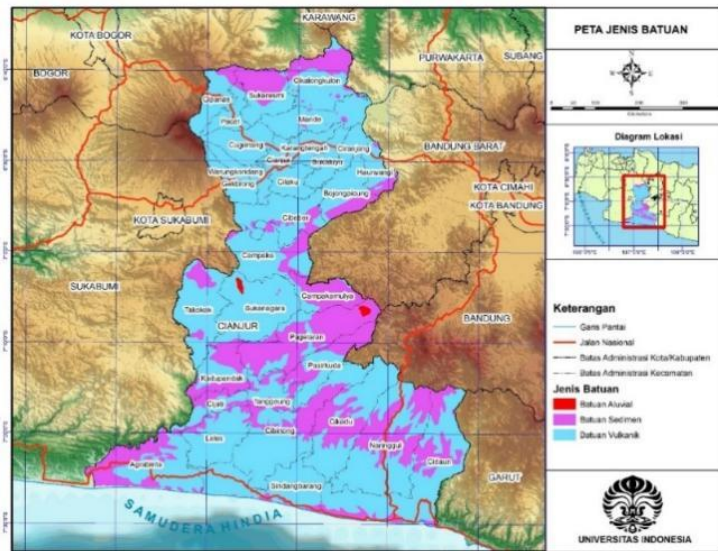 KARAWANG
KOTA BOGOR
BOGOR
PURWAKARTA
SUBANG
Cikalongkulon
Sukaresmi
Cipanas
Pacet
Mande
Cugenang
Karangtengah
Ciranjang
Cianjur
Sukaluyu
Warungkondang
Gekbrong
Cilaku
Haurwangi
Bojongpicung
BANDUNG BARAT
KOTA CIMAHI
KOTA BANDUNG
KOTA SUKABUMI
Cibeber
Campaka
SUKABUMI
Campakamulya
Takokak
Sukanagara
CIANJUR
BANDUNG
Pagelaran
Pasirkuda
Kadupandak
Cijati
Tanggeung
Cibinong
Cikadu
Leles
Naringgul
Cidaun
Agrabinta
Sindangbarang
GARUT
SAMUDERA HINDIA
PETA JENIS BATUAN
Diagram Lokasi
Keterangan
Garis Pantai
Jalan Nasional
Batas Administrasi Kota/Kabupaten
Batas Administrasi Kecamatan
Jenis Batuan
Batuan Aluvial
Batuan Sedimen
Batuan Vulkanik
UNIVERSITAS INDONESIA